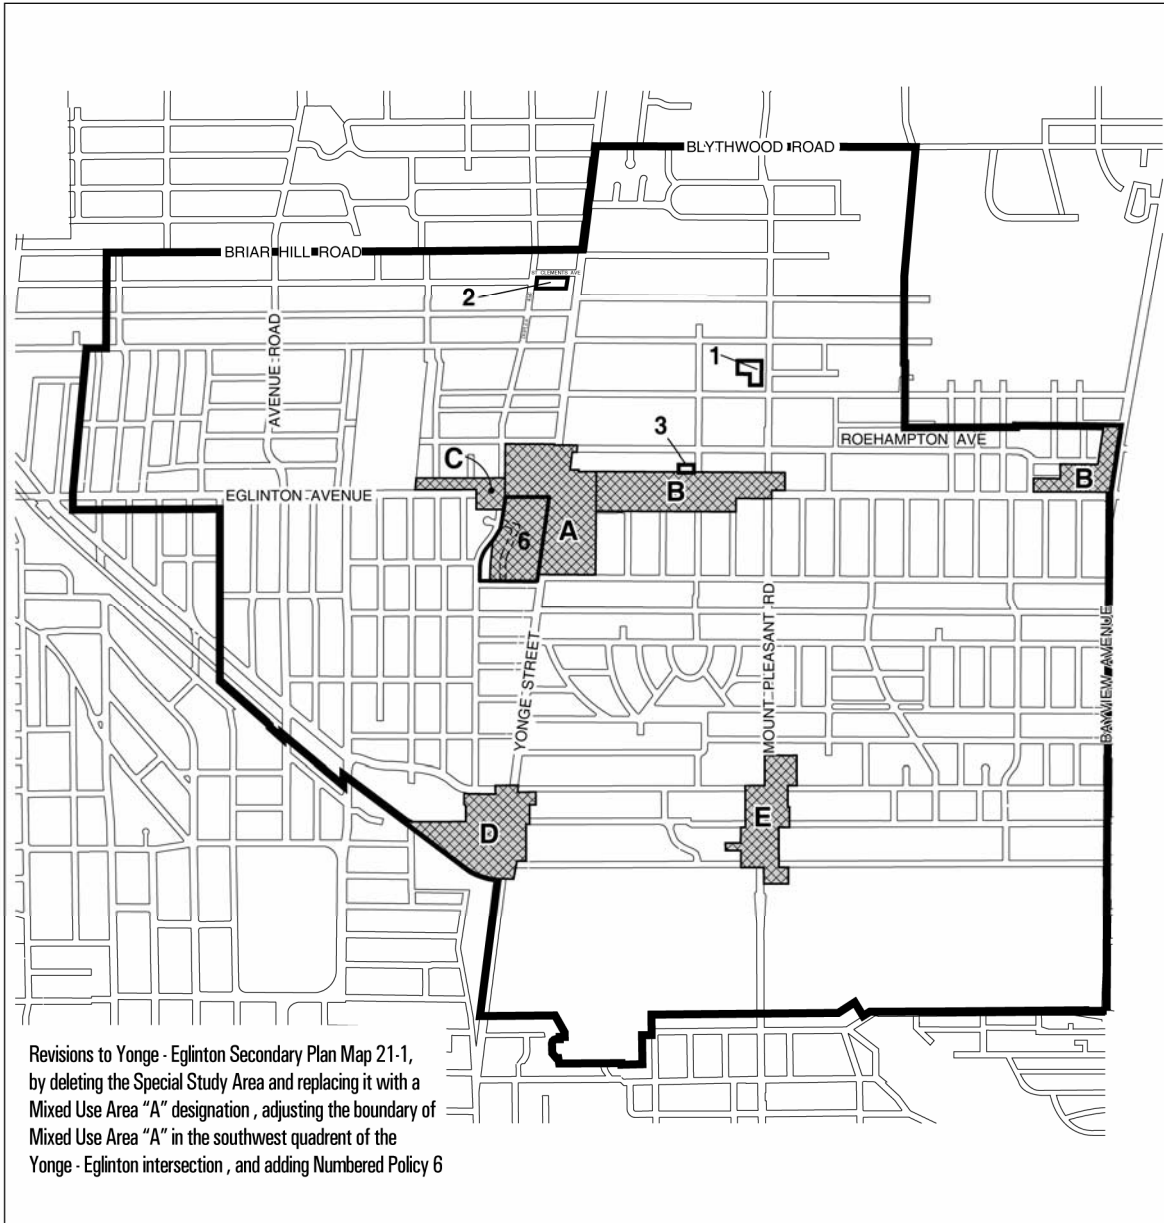 BLYTHWOOD ROAD
BRIAR HILL ROAD
ST. CLEMENTS AVE
2
AVENUE ROAD
1
3
ROEHAMPTON AVE
C
EGLINTON AVENUE
B
B
A
6
YONGE STREET
MOUNT PLEASANT RD
BAYVIEW AVENUE
D
E
Revisions to Yonge - Eglinton Secondary Plan Map 21-1,
by deleting the Special Study Area and replacing it with a
Mixed Use Area “A” designation , adjusting the boundary of
Mixed Use Area “A” in the southwest quadrent of the
Yonge - Eglinton intersection , and adding Numbered Policy 6